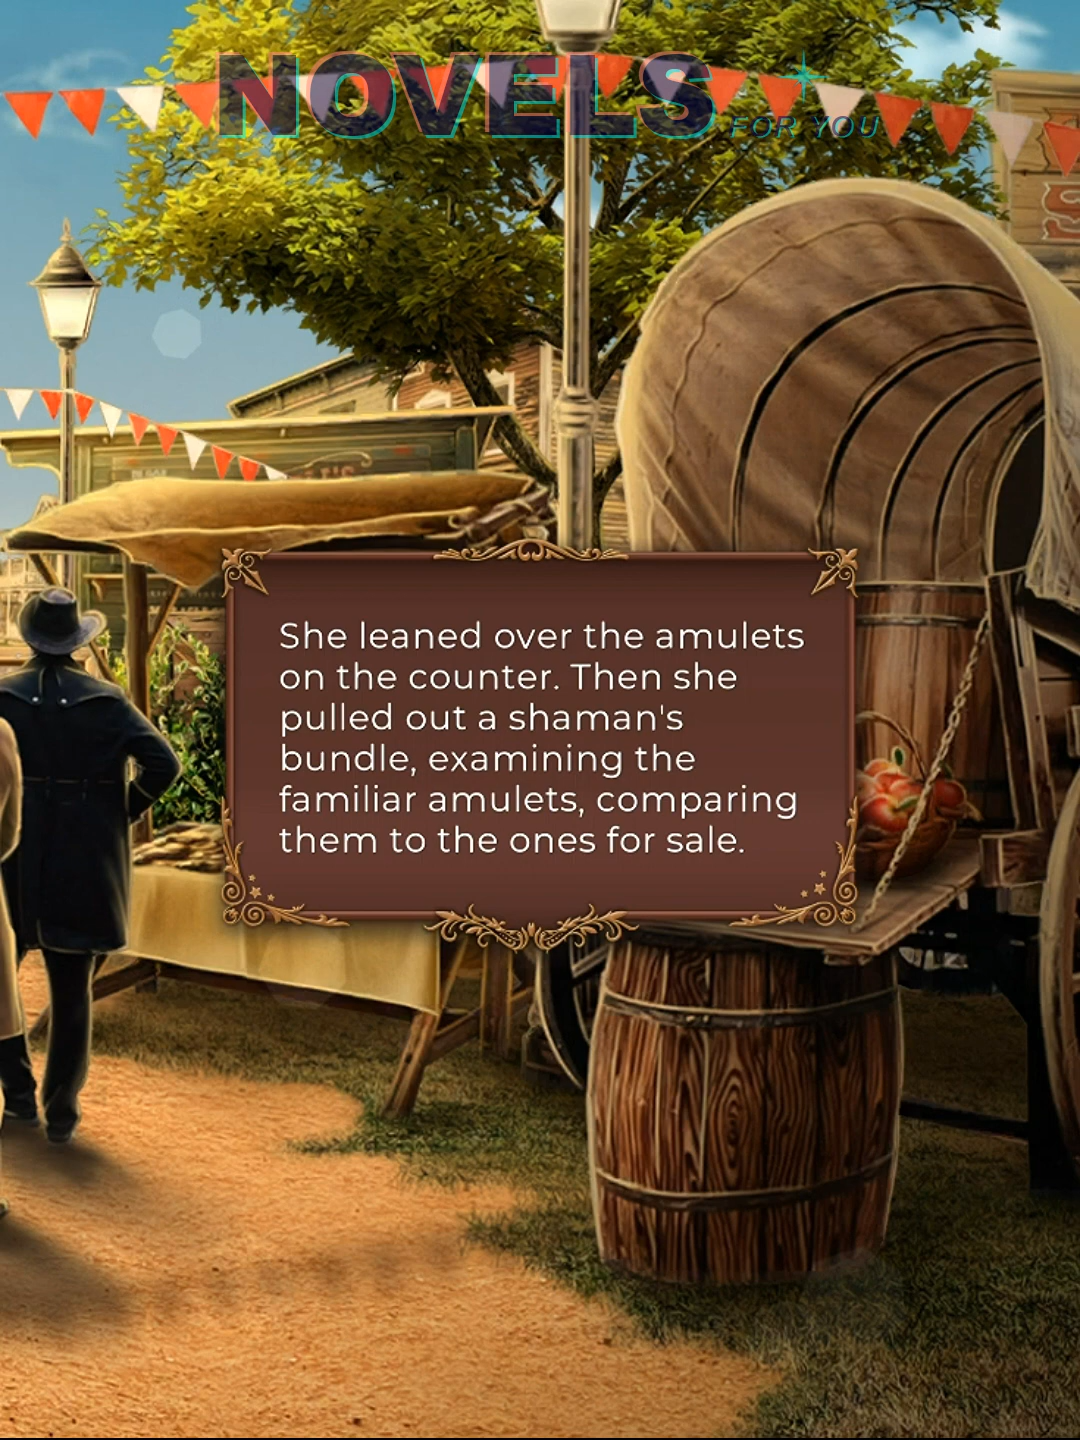 NOVELS
FOR YOU
She leaned over the amulets
on the counter. Then she
pulled out a shaman's
bundle, examining the
familiar amulets, comparing
them to the ones for sale.